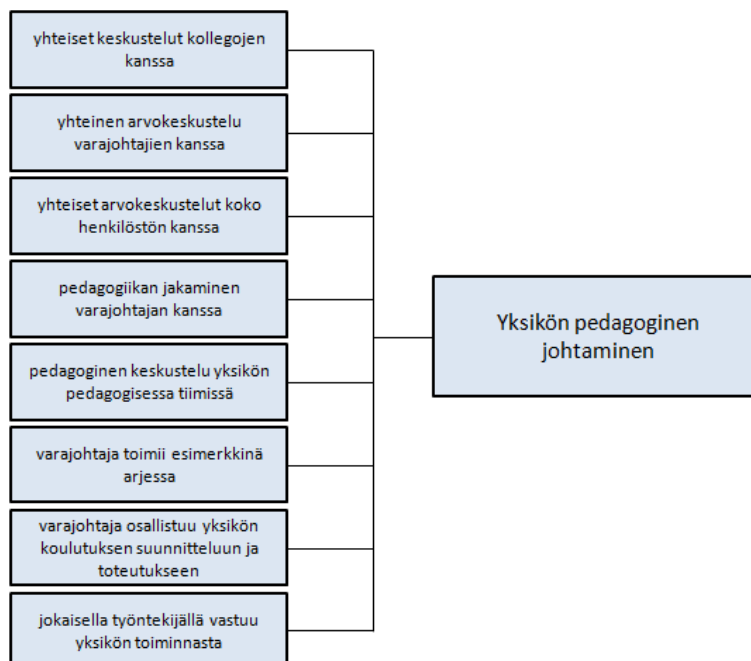 yhteiset keskustelut kollegojen
kanssa
yhteinen arvokeskustelu
varajohtajien kanssa
yhteiset arvokeskustelut koko
henkilöstön kanssa
pedagogiikan jakaminen
varajohtajan kanssa
pedagoginen keskustelu yksikön
pedagogisessa tiimissä
varajohtaja toimii esimerkkinä
arjessa
varajohtaja osallistuu yksikön
koulutuksen suunnitteluun ja
toteutukseen
jokaisella työntekijällä vastuu
yksikön toiminnasta
Yksikön pedagoginen
johtaminen